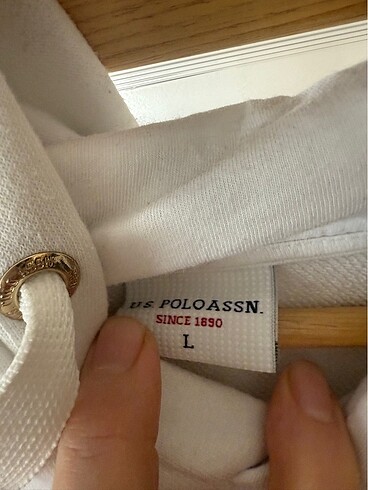 U.S. POLO ASSN.
SINCE 1890
L